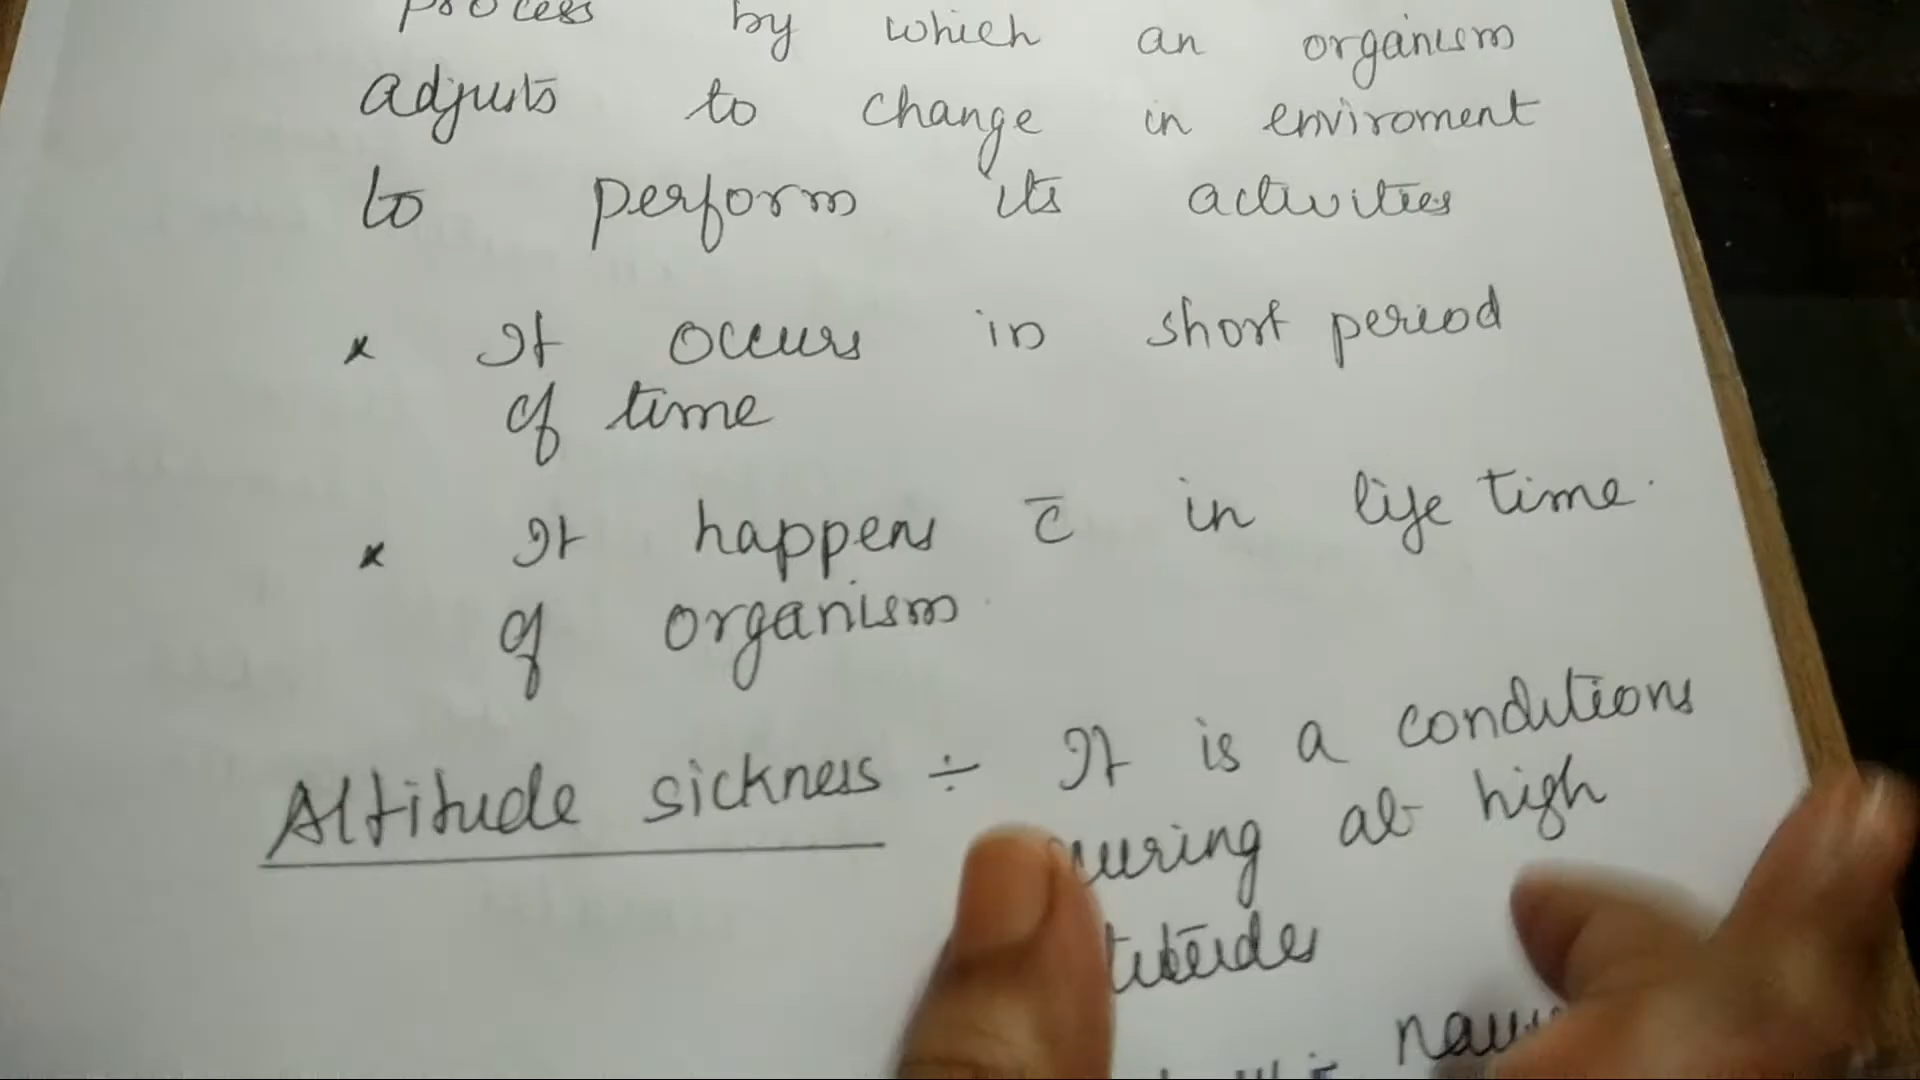 process by which an organism
adjusts to change in enviroment
to perform its activities
* It occurs in short period
of time
* It happens c̄ in life time.
of organism
Altitude sickness ÷ It is a conditions
at high